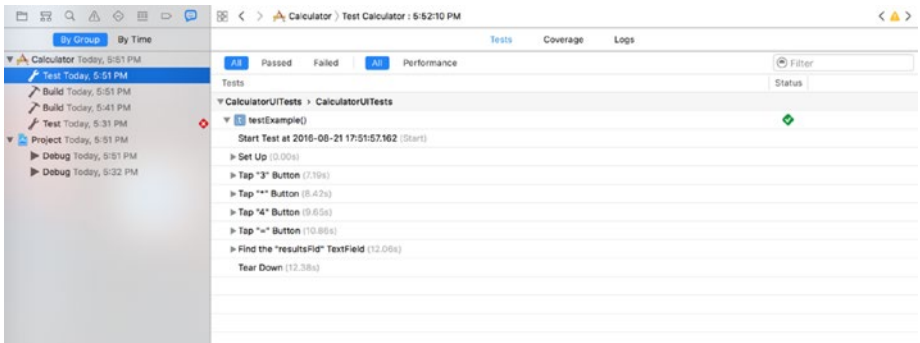 Calculator > Test Calculator : 5:52:10 PM
By Group By Time
Tests Coverage Logs
Calculator Today, 5:51 PM
Test Today, 5:51 PM
Build Today, 5:51 PM
Build Today, 5:41 PM
Test Today, 5:31 PM
Project Today, 5:51 PM
Debug Today, 5:51 PM
Debug Today, 5:32 PM
All Passed Failed All Performance Filter
Tests Status
CalculatorUITests > CalculatorUITests
t testExample()
Start Test at 2016-08-21 17:51:57.162 (Start)
Set Up (0.00s)
Tap "3" Button (7.19s)
Tap "*" Button (8.42s)
Tap "4" Button (9.65s)
Tap "=" Button (10.86s)
Find the "resultsFld" TextField (12.06s)
Tear Down (12.38s)